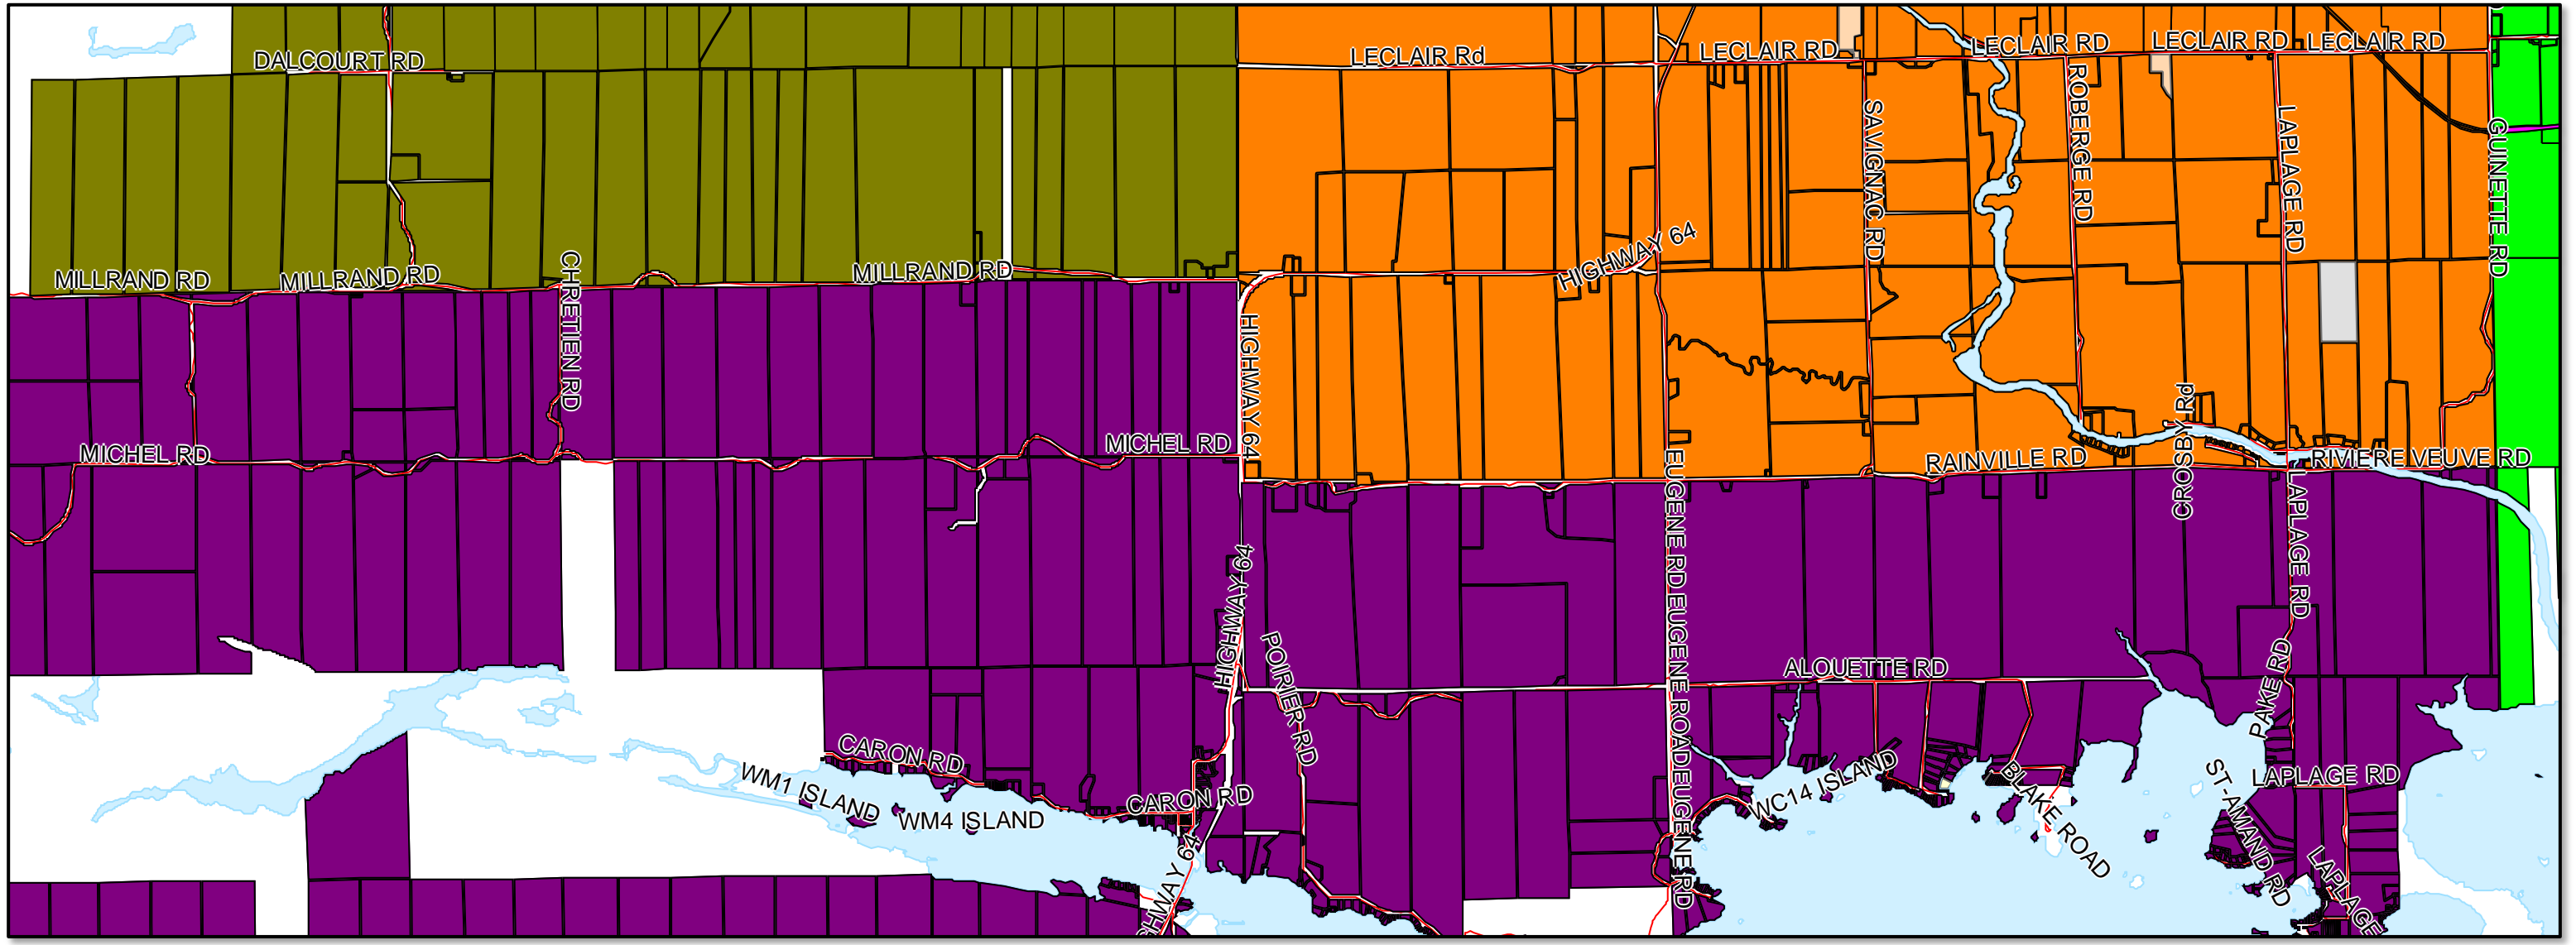 DALCOURT RD
LECLAIR Rd
LECLAIR RD
LECLAIR RD
LECLAIR RD
LECLAIR RD
SAVIGNAC RD
ROBERGE RD
LAPLAGE RD
GUINETTE RD
MILLRAND RD
MILLRAND RD
MILLRAND RD
HIGHWAY 64
CHRETIEN RD
HIGHWAY 64
MICHEL RD
MICHEL RD
CROSBY Rd
RAINVILLE RD
RIVIERE VEUVE RD
EUGENE RD
LAPLAGE RD
HIGHWAY 64
EUGENE ROAD
POIRIER RD
ALOUETTE RD
PAKE RD
CARON RD
WM1 ISLAND
WM4 ISLAND
CARON RD
WC14 ISLAND
BLAKE ROAD
ST-AMAND RD
LAPLAGE RD
EUGENE RD
HWAY 64
LAPLAGE